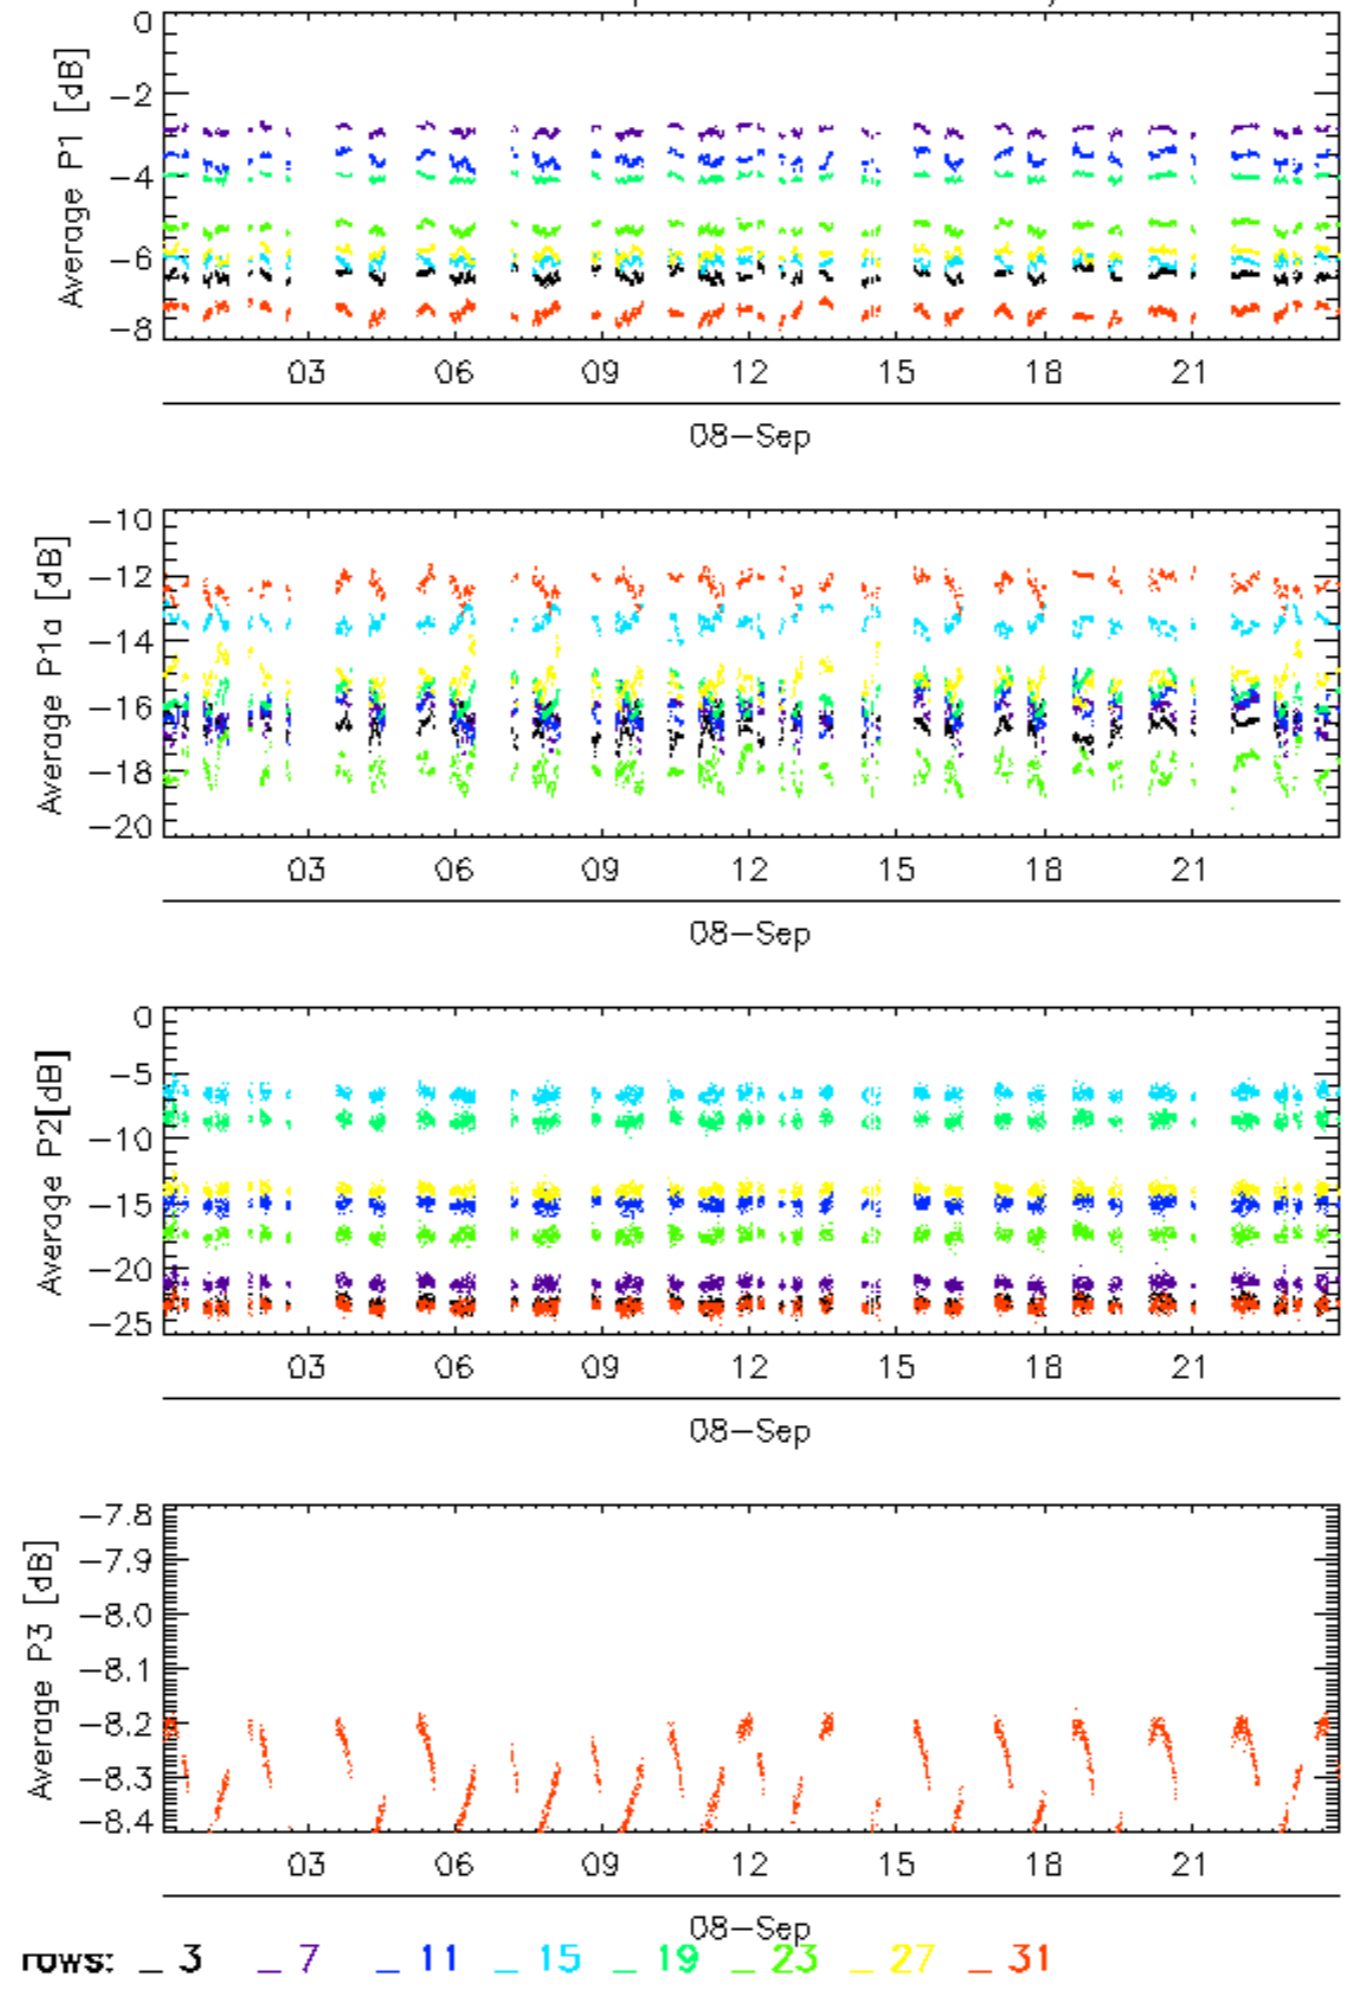 0
−2
−4
−6
−8
Average P1 [dB]
03 06 09 12 15 18 21
08−Sep
−10
−12
−14
−16
−18
−20
Average P1a [dB]
03 06 09 12 15 18 21
08−Sep
0
−5
−10
−15
−20
−25
Average P2[dB]
03 06 09 12 15 18 21
08−Sep
−7.8
−7.9
−8.0
−8.1
−8.2
−8.3
−8.4
Average P3 [dB]
03 06 09 12 15 18 21
08−Sep
rows: _ 3 _ 7 _ 11 _ 15 _ 19 _ 23 _ 27 _ 31